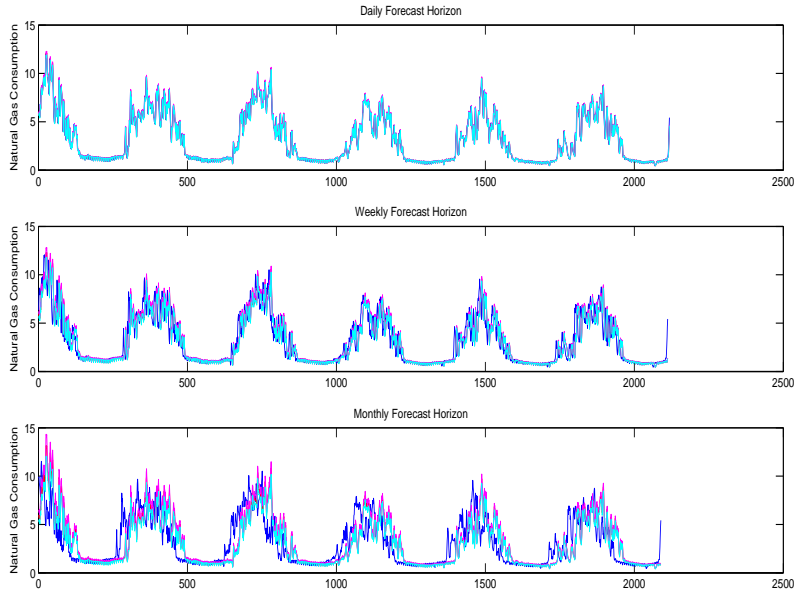 Daily Forecast Horizon
Natural Gas Consumption
15
10
5
0
0 500 1000 1500 2000 2500
Weekly Forecast Horizon
Natural Gas Consumption
15
10
5
0
0 500 1000 1500 2000 2500
Monthly Forecast Horizon
Natural Gas Consumption
15
10
5
0
0 500 1000 1500 2000 2500